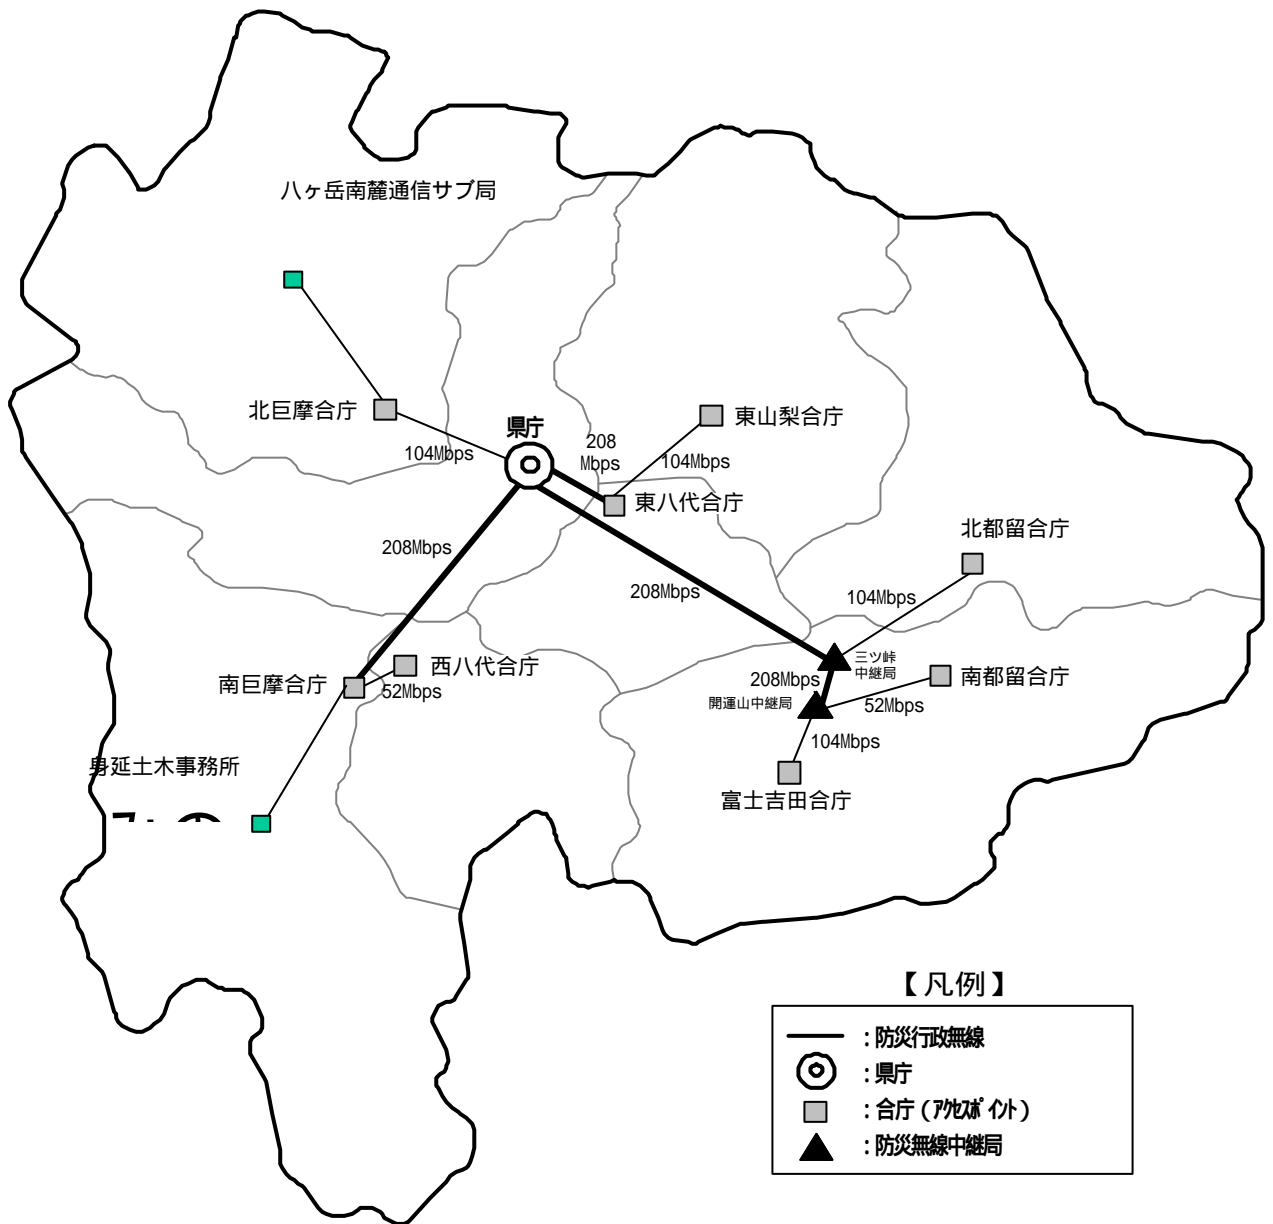 八ヶ岳南麓通信サブ局
北巨摩合庁
104Mbps
県庁
208
Mbps
東山梨合庁
104Mbps
東八代合庁
北都留合庁
208Mbps
208Mbps
104Mbps
西八代合庁
南巨摩合庁
52Mbps
三ツ峠
中継局
208Mbps
南都留合庁
開運山中継局
52Mbps
104Mbps
身延土木事務所
富士吉田合庁
【凡例】
:防災行政無線
:県庁
:合庁(アクセスポイント)
:防災無線中継局